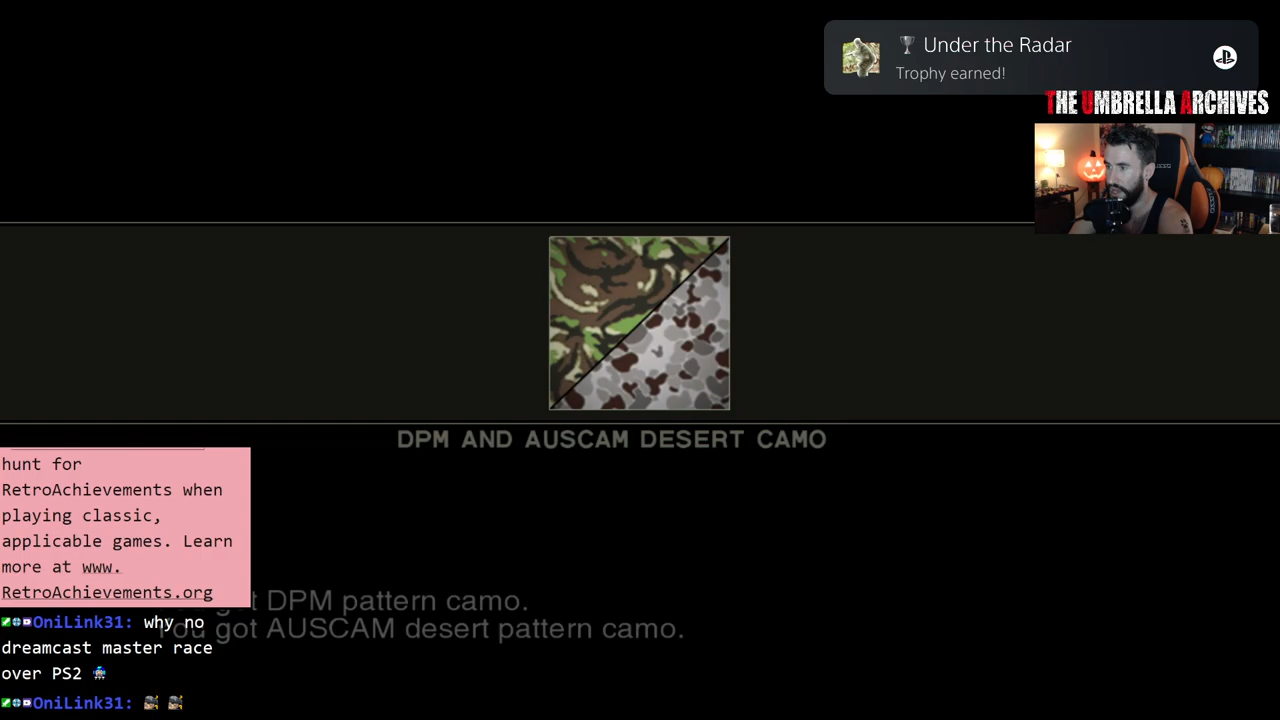 Under the Radar
Trophy earned!
THE UMBRELLA ARCHIVES
DPM AND AUSCAM DESERT CAMO
hunt for
RetroAchievements when
playing classic,
applicable games. Learn
more at www.
RetroAchievements.org
DPM pattern camo.
You got AUSCAM desert pattern camo.
OniLink31: why no
dreamcast master race
over PS2
OniLink31: